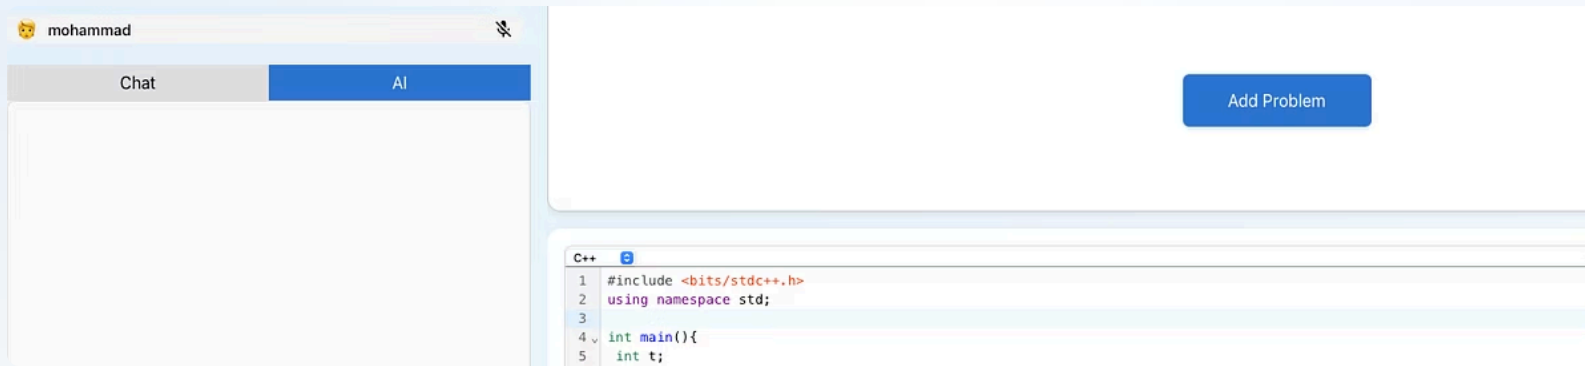 mohammad
Chat
AI
Add Problem
C++
1 #include <bits/stdc++.h>
2 using namespace std;
3
4 int main(){
5 int t;